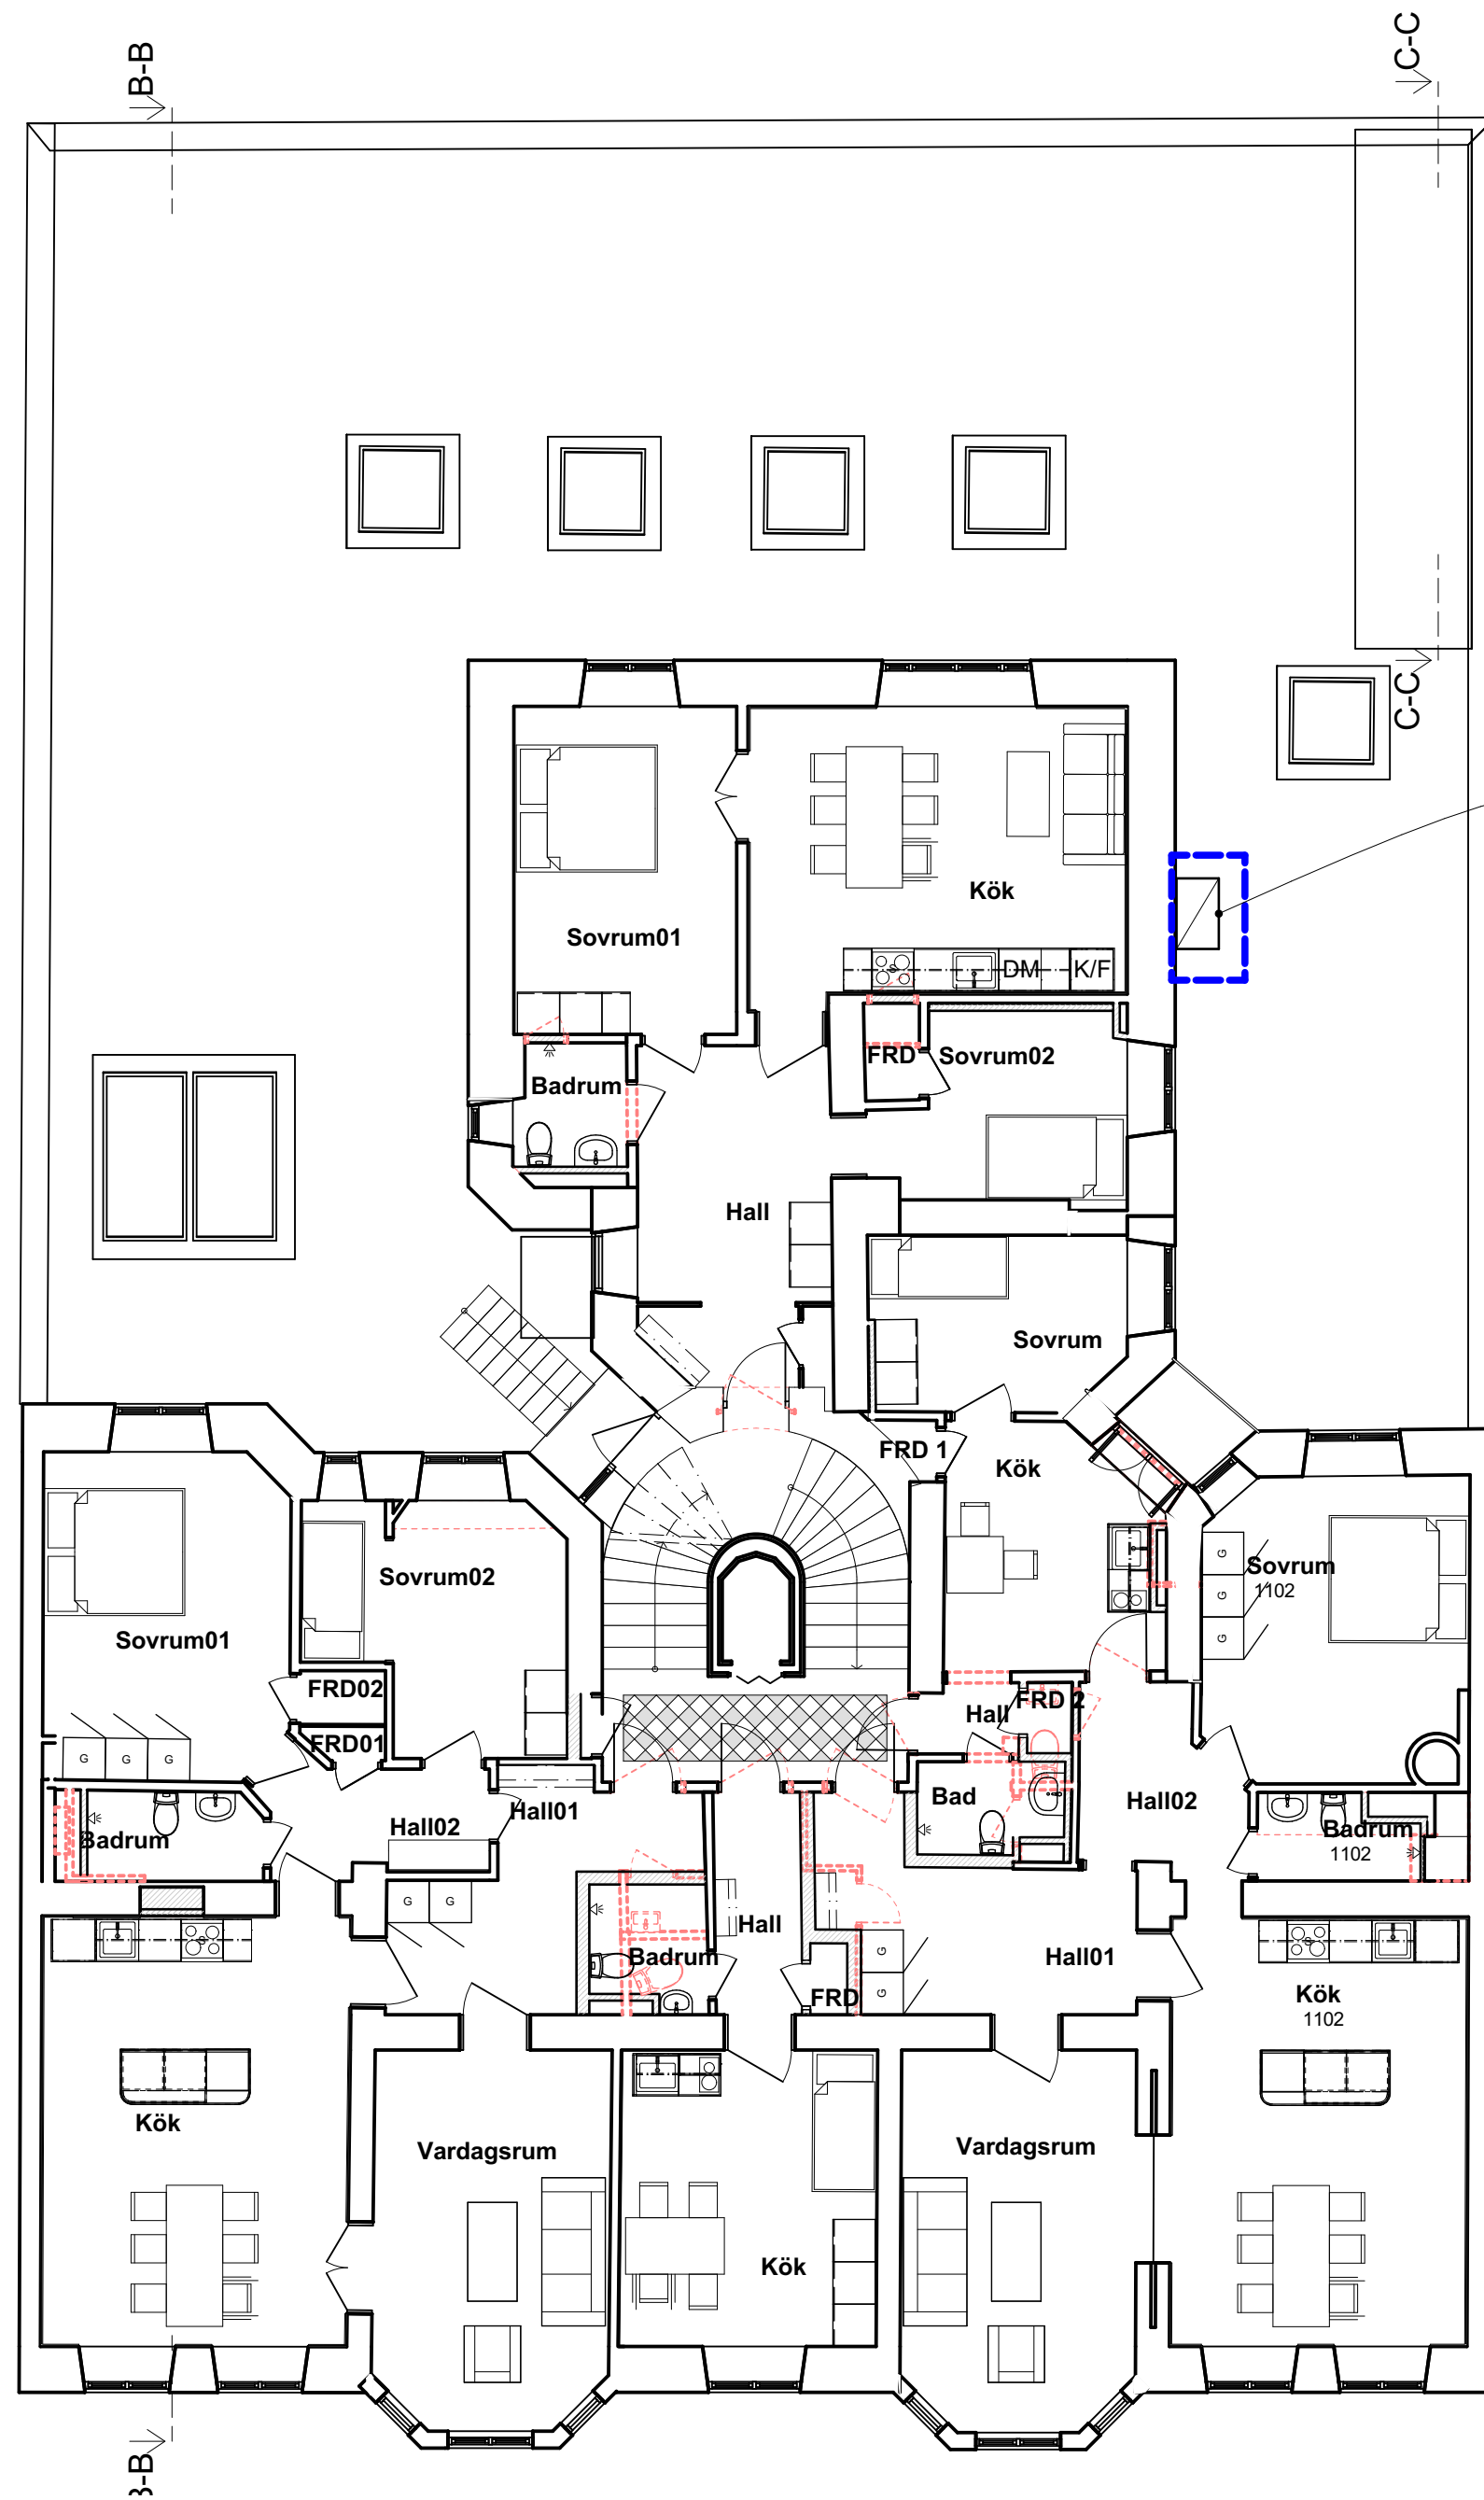 B-B
C-C
C-C
Kök
Sovrum01
DM
K/F
FRD
Sovrum02
Badrum
Hall
Sovrum
FRD 1
Kök
Sovrum02
G
Sovrum
G
1102
Sovrum01
G
FRD02
FRD 2
Hall
FRD01
G
G
G
Bad
Hall02
Hall01
Hall02
Badrum
Badrum
1102
G
G
Hall
G
Badrum
Hall01
G
FRD
Kök
1102
Kök
Vardagsrum
Vardagsrum
Kök
B-B